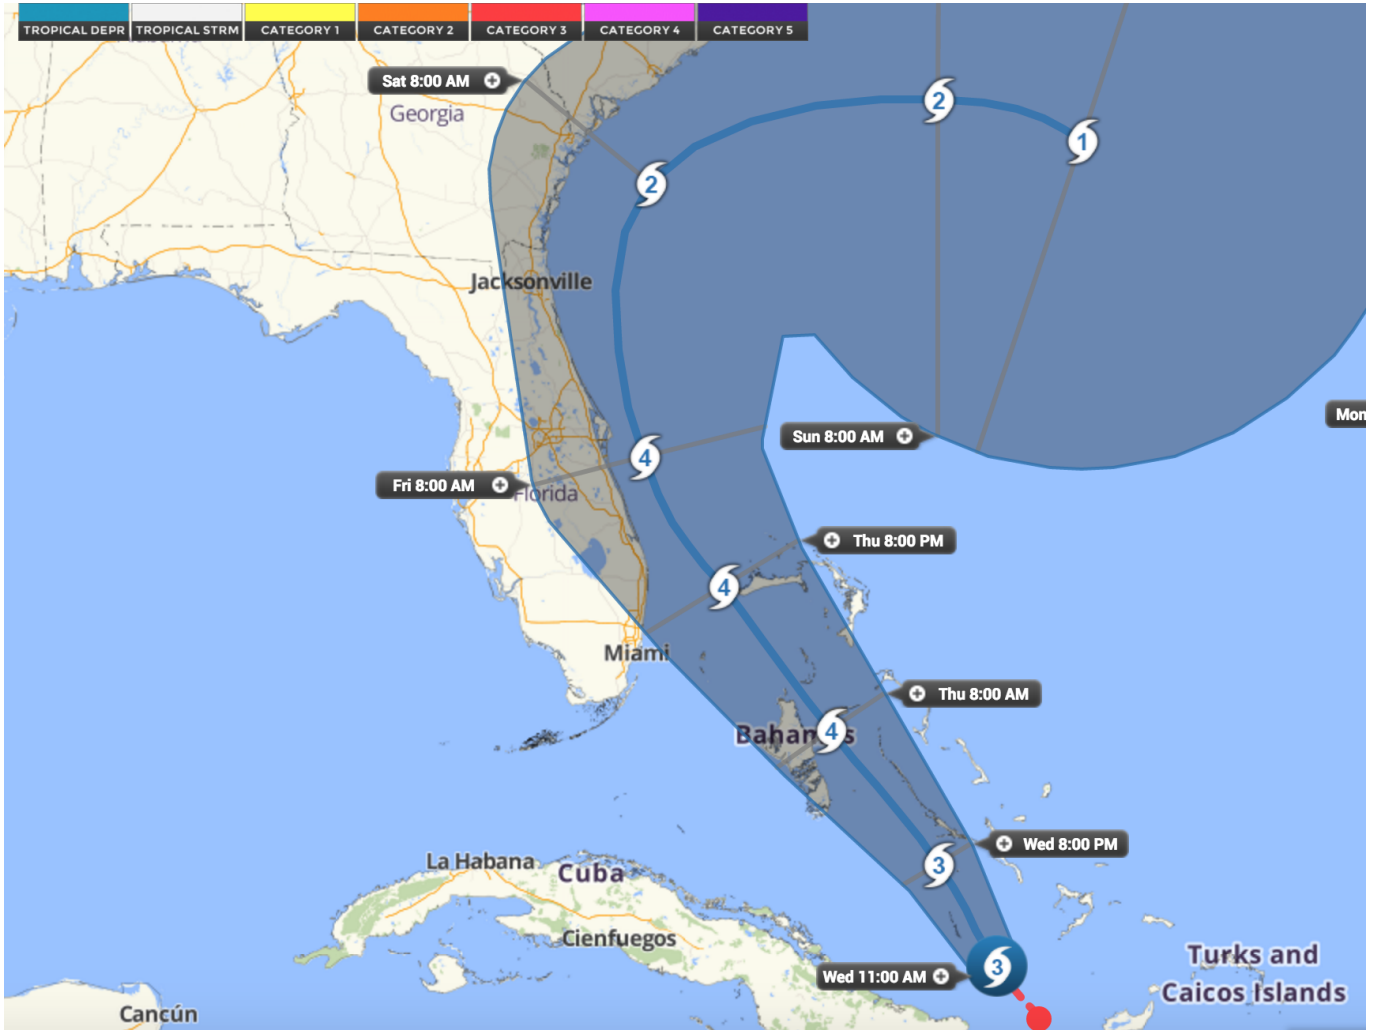 TROPICAL DEPR TROPICAL STRM CATEGORY 1 CATEGORY 2 CATEGORY 3 CATEGORY 4 CATEGORY 5
Sat 8:00 AM
Georgia
2
1
2
Jacksonville
Mon
Sun 8:00 AM
4
Fri 8:00 AM
Florida
Thu 8:00 PM
4
Miami
Thu 8:00 AM
Bahamas
4
Wed 8:00 PM
La Habana
3
Cuba
Cienfuegos
Turks and
Caicos Islands
Wed 11:00 AM
3
Cancún